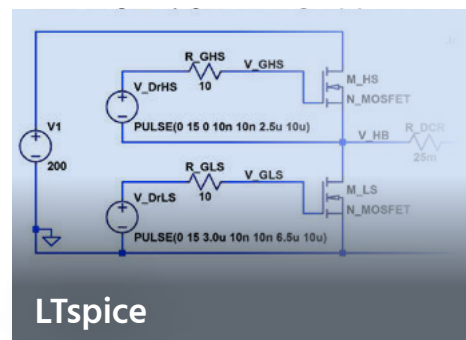 R_GHS
V_GHS
V_DrHS
10
M_HS
N_MOSFET
V1
PULSE(0 15 0 10n 10n 2.5u 10u)
V_HB
R_DCR
25m
200
R_GLS
V_GLS
V_DrLS
10
M_LS
N_MOSFET
PULSE(0 15 3.0u 10n 10n 6.5u 10u)
LTspice